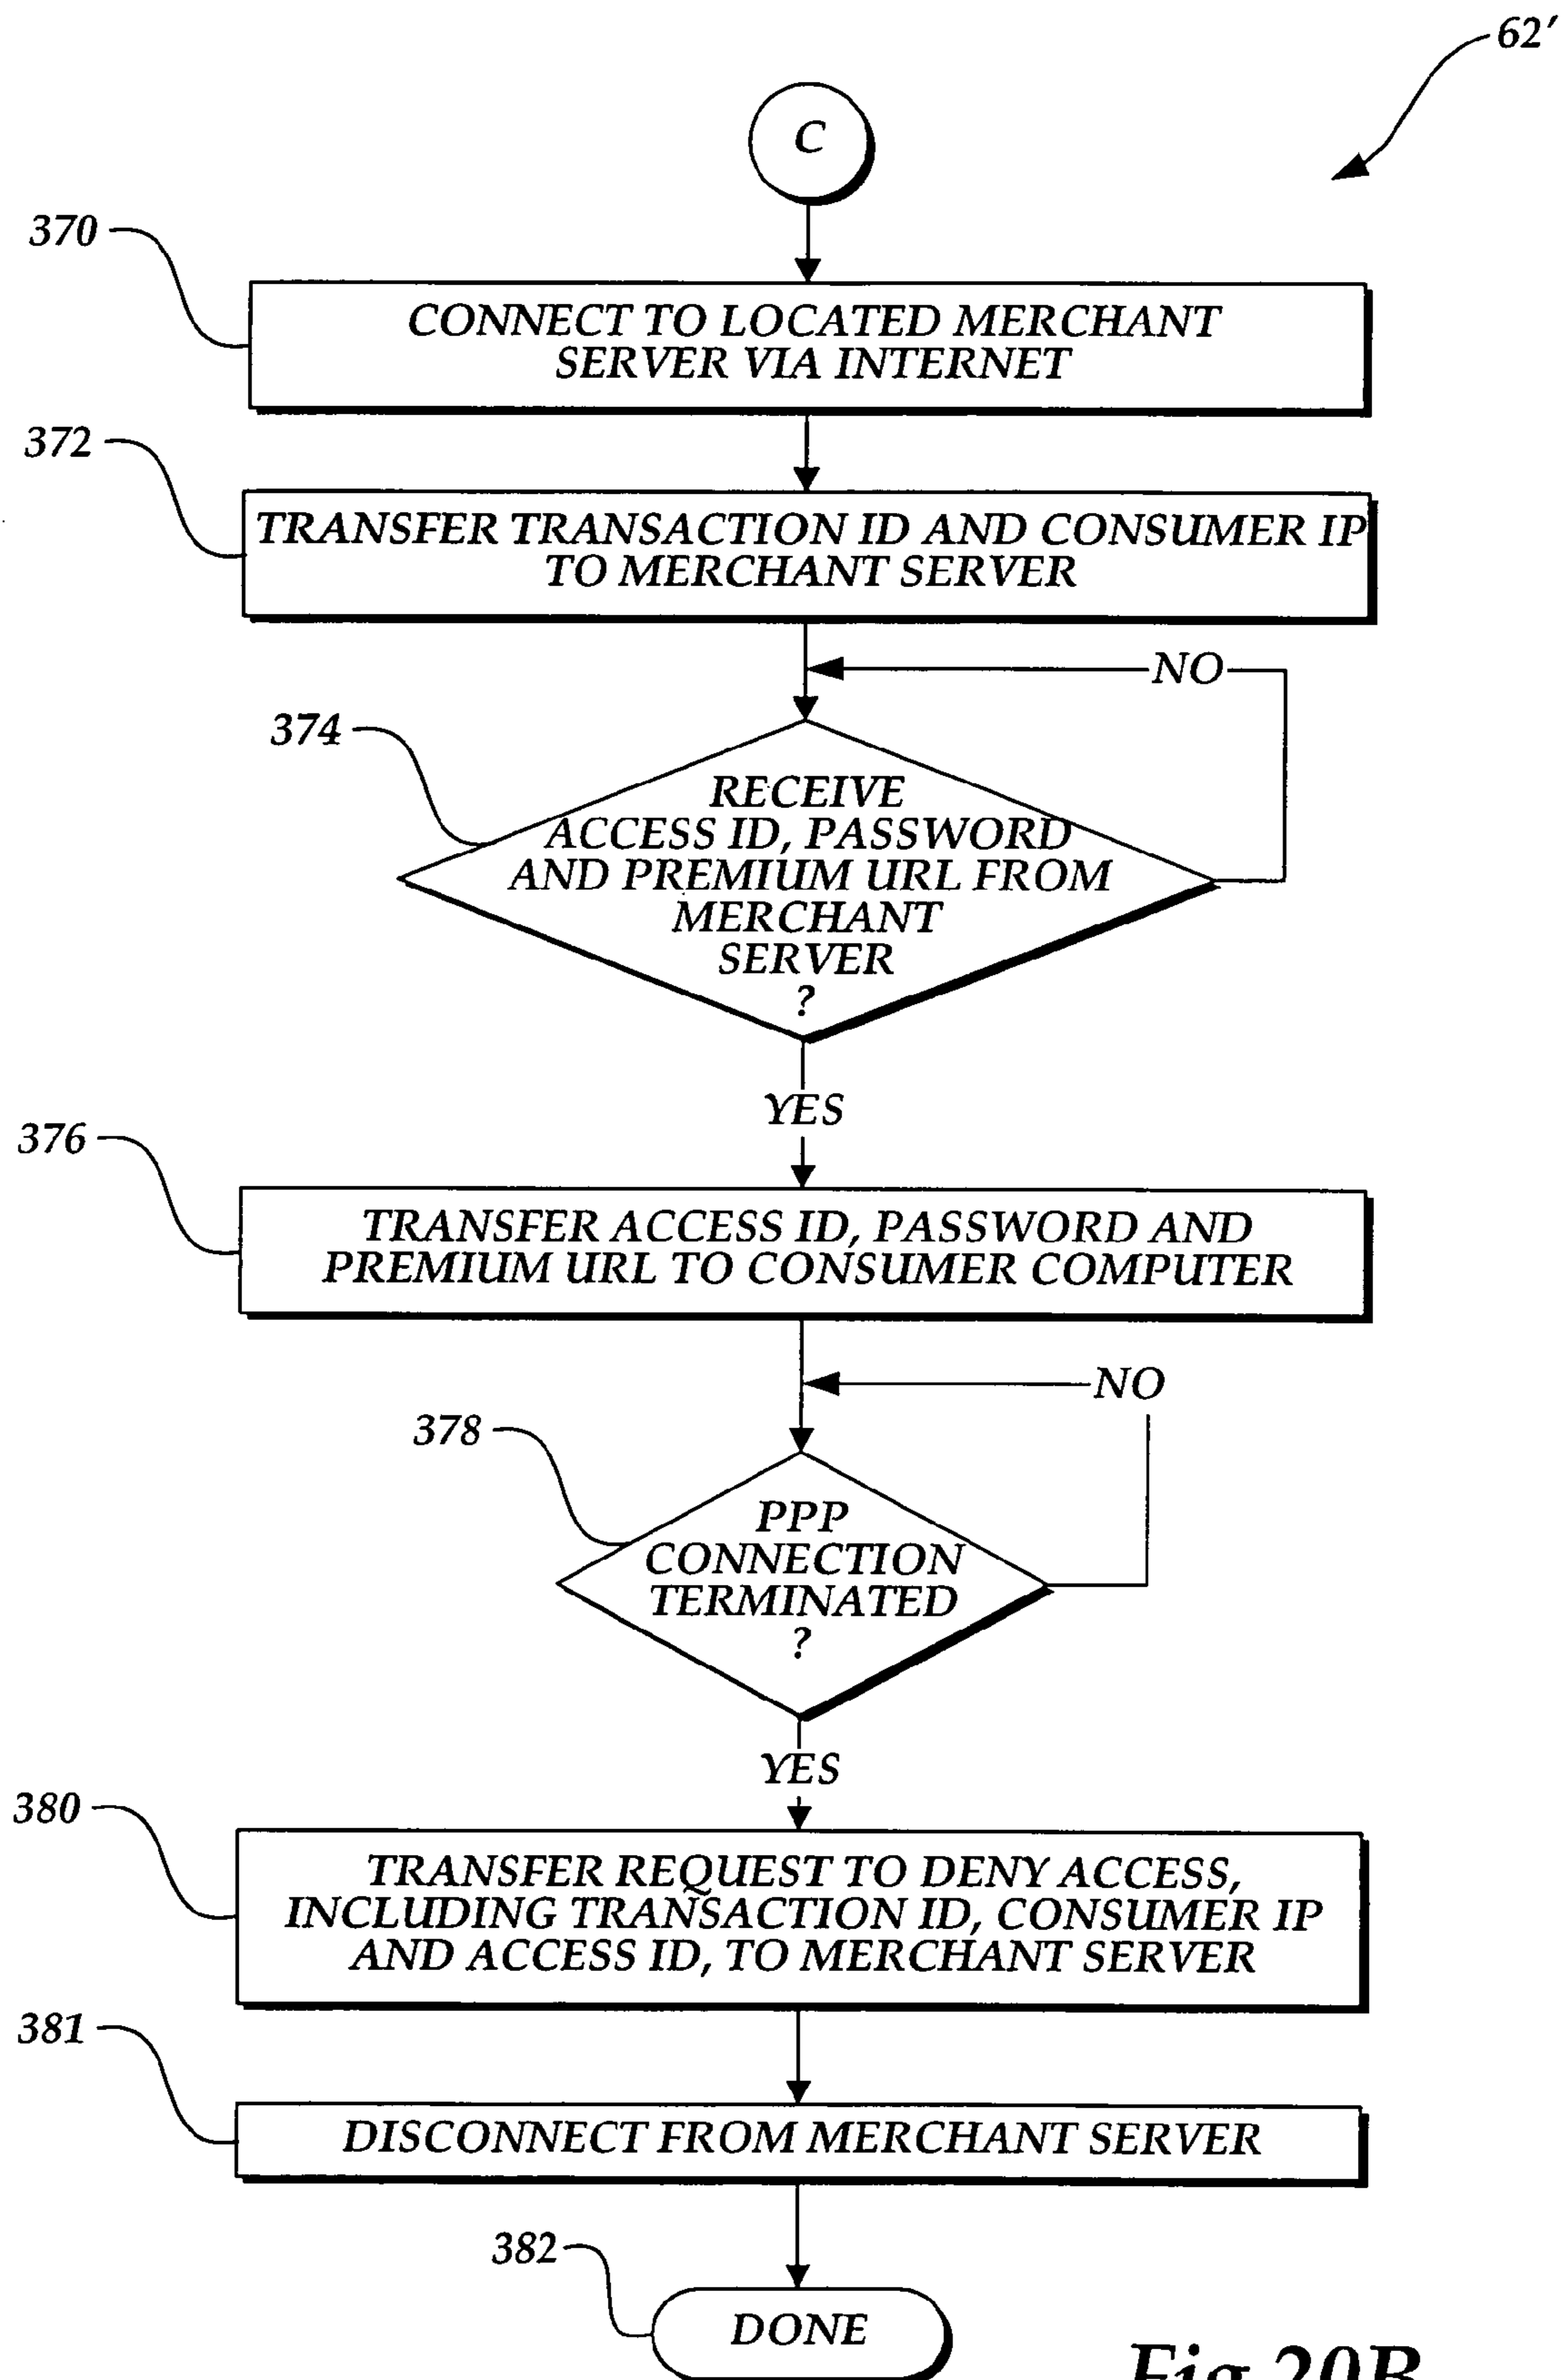 62'
C
370
CONNECT TO LOCATED MERCHANT
SERVER VIA INTERNET
372
TRANSFER TRANSACTION ID AND CONSUMER IP
TO MERCHANT SERVER
NO
374
RECEIVE
ACCESS ID, PASSWORD
AND PREMIUM URL FROM
MERCHANT
SERVER
?
YES
376
TRANSFER ACCESS ID, PASSWORD AND
PREMIUM URL TO CONSUMER COMPUTER
NO
378
PPP
CONNECTION
TERMINATED
?
YES
380
TRANSFER REQUEST TO DENY ACCESS,
INCLUDING TRANSACTION ID, CONSUMER IP
AND ACCESS ID, TO MERCHANT SERVER
381
DISCONNECT FROM MERCHANT SERVER
382
DONE
Fig.20B